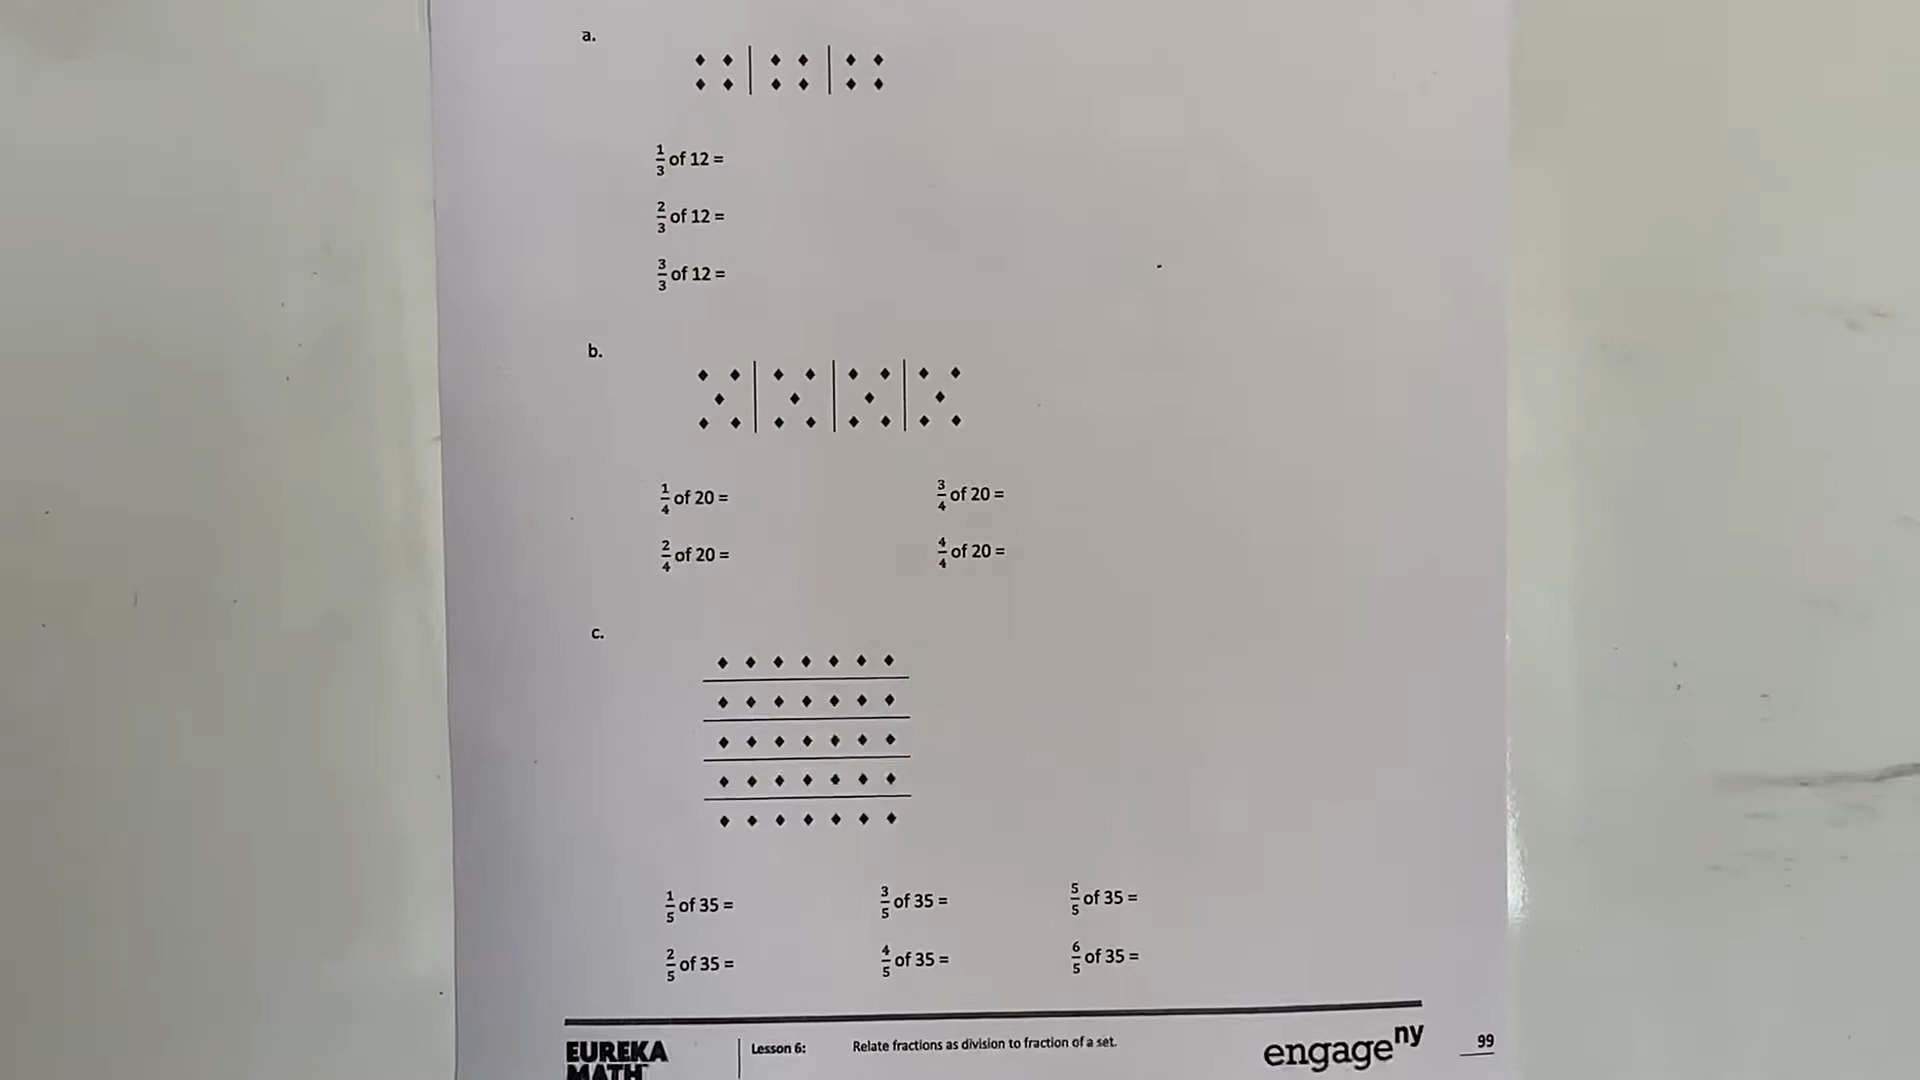 a.
1/3 of 12 =
2/3 of 12 =
3/3 of 12 =
b.
1/4 of 20 = 3/4 of 20 =
2/4 of 20 = 4/4 of 20 =
c.
1/5 of 35 = 3/5 of 35 = 5/5 of 35 =
2/5 of 35 = 4/5 of 35 = 6/5 of 35 =
EUREKA
MATH
Lesson 6: Relate fractions as division to fraction of a set.
engageny 99